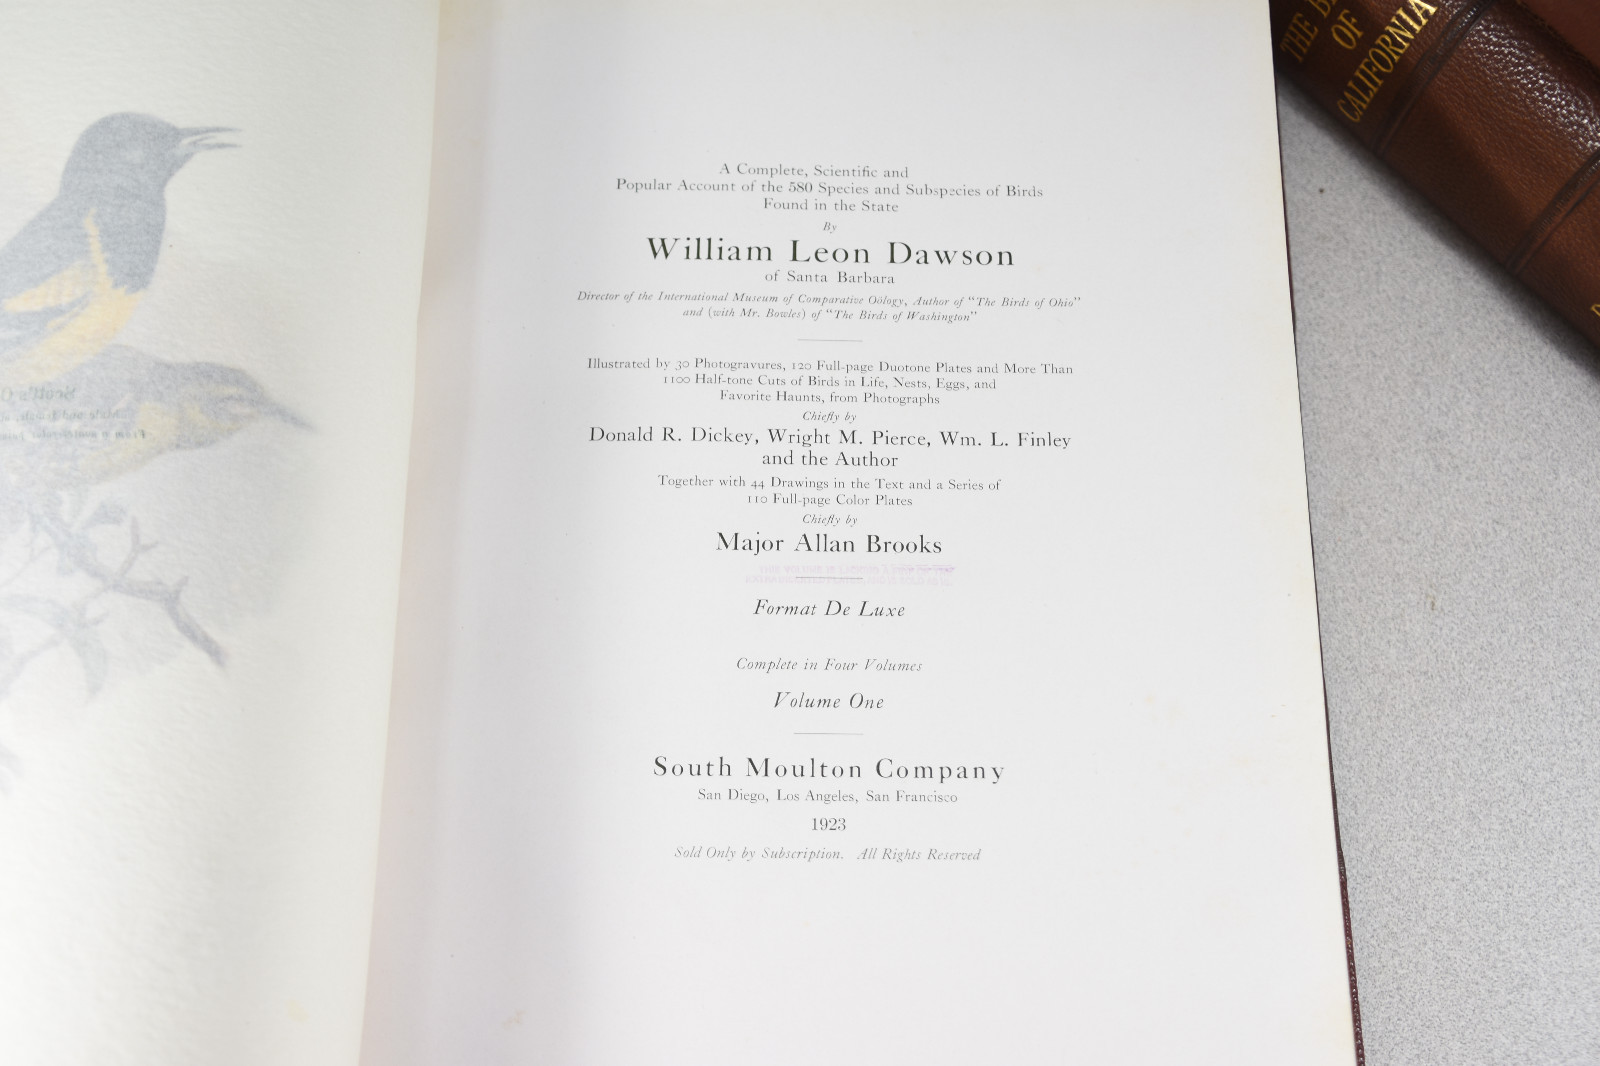 A Complete, Scientific and
Popular Account of the 580 Species and Subspecies of Birds
Found in the State
By
William Leon Dawson
of Santa Barbara
Director of the International Museum of Comparative Oölogy, Author of "The Birds of Ohio"
and (with Mr. Bowles) of "The Birds of Washington"
Illustrated by 30 Photogravures, 120 Full-page Duotone Plates and More Than
1100 Half-tone Cuts of Birds in Life, Nests, Eggs, and
Favorite Haunts, from Photographs
Chiefly by
Donald R. Dickey, Wright M. Pierce, Wm. L. Finley
and the Author
Together with 44 Drawings in the Text and a Series of
110 Full-page Color Plates
Chiefly by
Major Allan Brooks
Format De Luxe
Complete in Four Volumes
Volume One
South Moulton Company
San Diego, Los Angeles, San Francisco
1923
Sold Only by Subscription. All Rights Reserved
THE
OF
CALIFORNIA